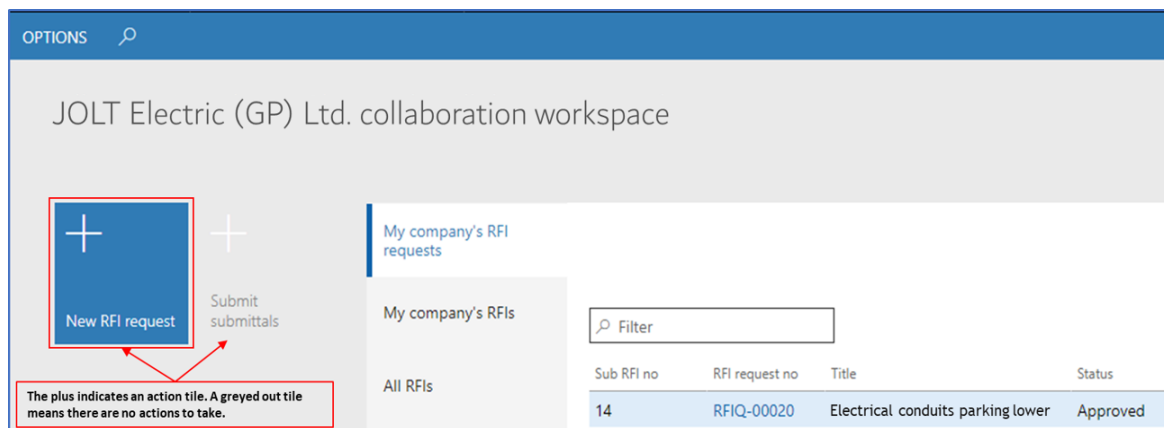 OPTIONS
JOLT Electric (GP) Ltd. collaboration workspace
New RFI request
Submit
submittals
The plus indicates an action tile. A greyed out tile
means there are no actions to take.
My company's RFI
requests
My company's RFIs
All RFIs
Filter
Sub RFI no RFI request no Title Status
14 RFIQ-00020 Electrical conduits parking lower Approved